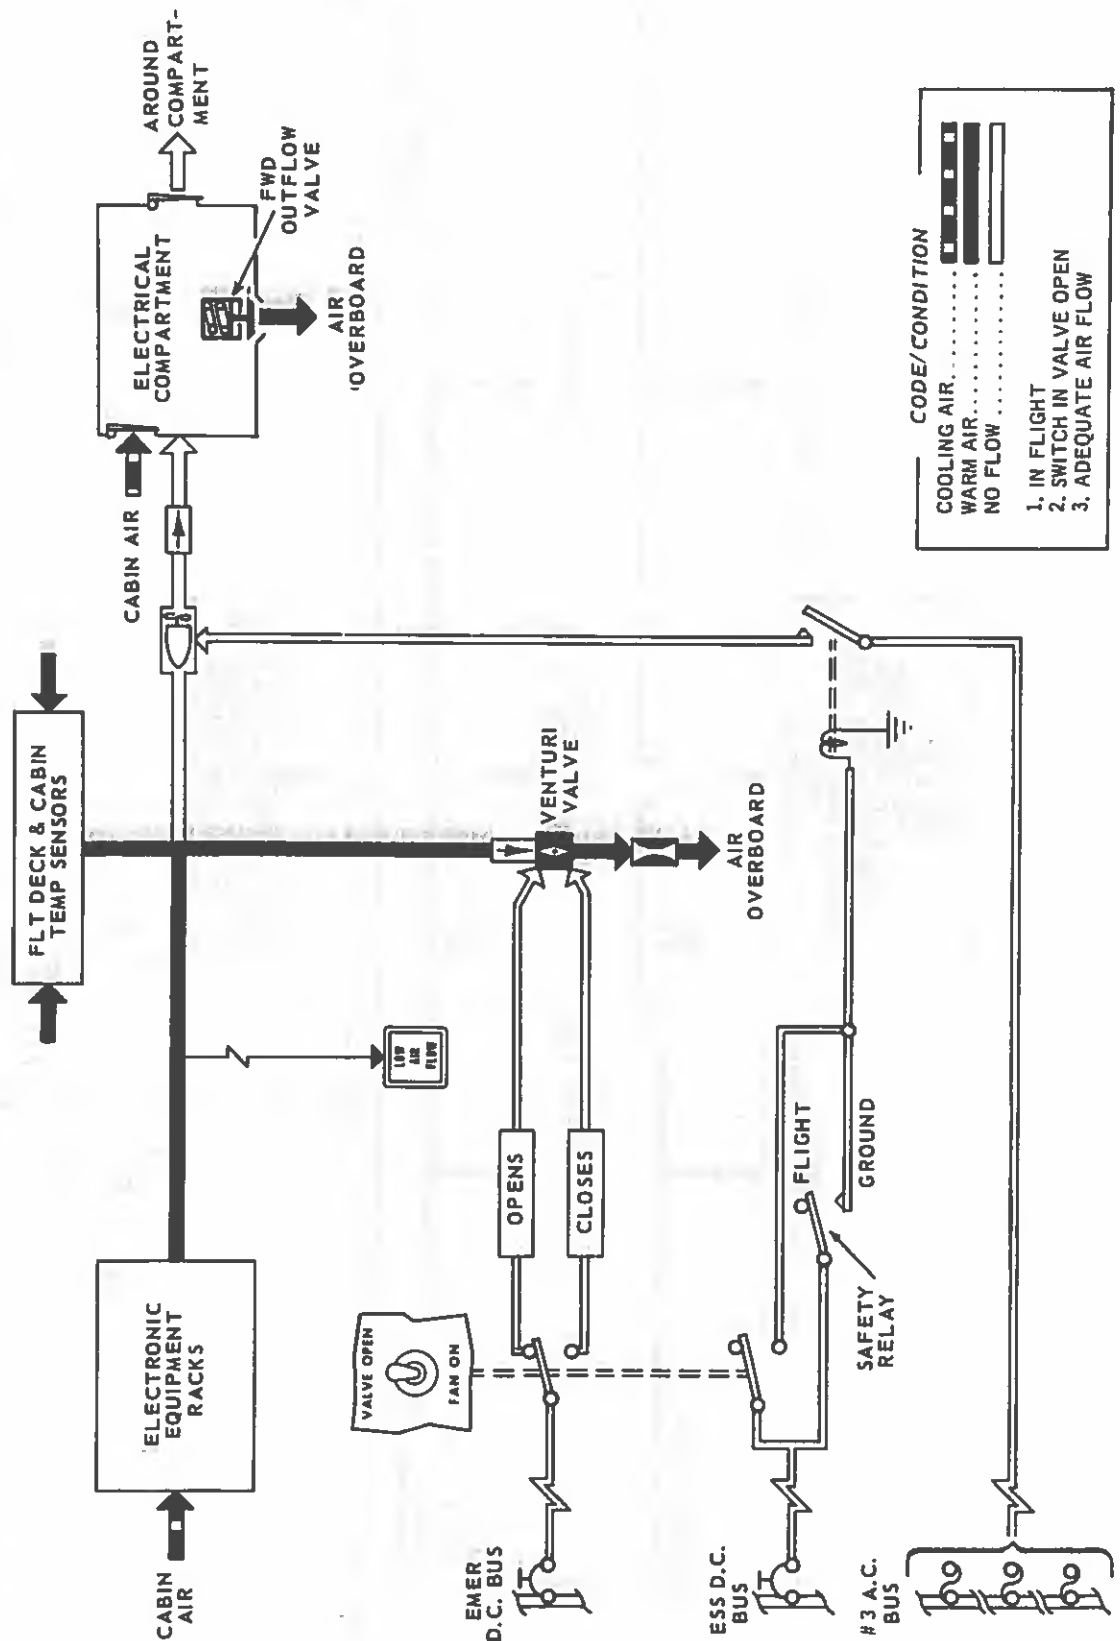 FLT DECK & CABIN
TEMP SENSORS
AROUND
COMPART-
MENT
ELECTRICAL
COMPARTMENT
FWD
OUTFLOW
VALVE
AIR
OVERBOARD
CABIN AIR
ELECTRONIC
EQUIPMENT
RACKS
CABIN
AIR
LOW
AIR
FLOW
VALVE OPEN
FAN ON
OPENS
CLOSES
VENTURI
VALVE
AIR
OVERBOARD
EMER
D.C. BUS
FLIGHT
GROUND
SAFETY
RELAY
ESS D.C.
BUS
#3 A.C.
BUS
CODE/CONDITION
COOLING AIR.........
WARM AIR..........
NO FLOW ..........
1. IN FLIGHT
2. SWITCH IN VALVE OPEN
3. ADEQUATE AIR FLOW